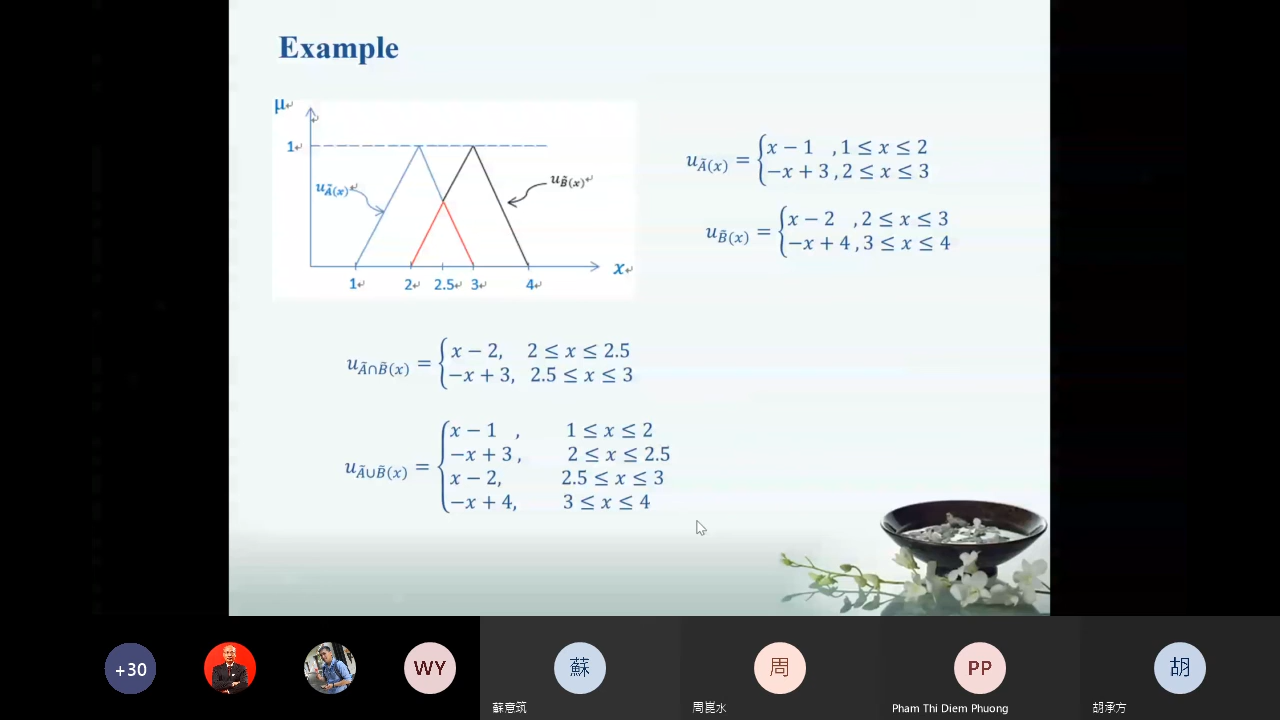 Example
μ↵
↵
1↵
u_Ã(x)↵
u_B̃(x)↵
x↵
1↵ 2↵ 2.5↵ 3↵ 4↵
u_Ã(x) = { x − 1 , 1 ≤ x ≤ 2
−x + 3 , 2 ≤ x ≤ 3
u_B̃(x) = { x − 2 , 2 ≤ x ≤ 3
−x + 4 , 3 ≤ x ≤ 4
u_Ã∩B̃(x) = { x − 2, 2 ≤ x ≤ 2.5
−x + 3, 2.5 ≤ x ≤ 3
u_Ã∪B̃(x) = { x − 1 , 1 ≤ x ≤ 2
−x + 3 , 2 ≤ x ≤ 2.5
x − 2, 2.5 ≤ x ≤ 3
−x + 4, 3 ≤ x ≤ 4
+30 WY 蘇 周 PP 胡
蘇意筑 周崑水 Pham Thi Diem Phuong 胡承方